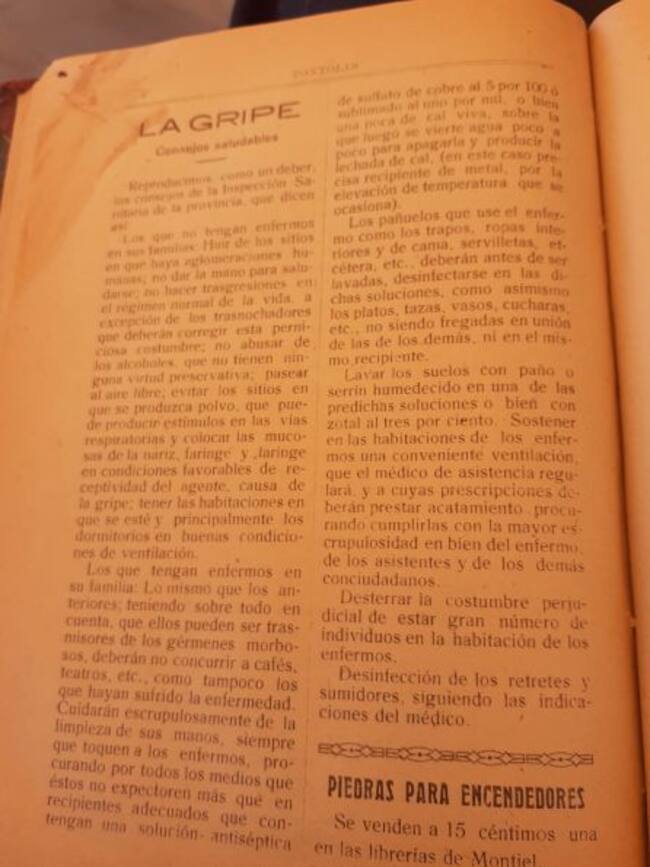 LA GRIPE
Consejos saludables
Reproducimos, como un deber,
los consejos de la Inspección Sa-
nitaria de la provincia, que dicen
así:
Los que no tengan enfermos
en sus familias: Huir de los sitios
en que haya aglomeraciones hu-
manas; no dar la mano para salu-
darse; no hacer trasgresiones en
el régimen normal de la vida, a
excepción de los trasnochadores
que deberán corregir esta perni-
ciosa costumbre; no abusar de
los alcoholes, que no tienen nin-
guna virtud preservativa; pasear
al aire libre; evitar los sitios en
que se produzca polvo, que pue-
de producir estímulos en las vías
respiratorias y colocar las muco-
sas de la nariz, faringe y laringe
en condiciones favorables de re-
ceptividad del agente, causa de
la gripe; tener las habitaciones en
que se esté y principalmente los
dormitorios en buenas condicio-
nes de ventilación.
Los que tengan enfermos en
su familia: Lo mismo que los an-
teriores; teniendo sobre todo en
cuenta, que ellos pueden ser tras-
misores de los gérmenes morbo-
sos, deberán no concurrir a cafés,
teatros, etc., como tampoco los
que hayan sufrido la enfermedad.
Cuidarán escrupulosamente de la
limpieza de sus manos, siempre
que toquen a los enfermos, pro-
curando por todos los medios que
éstos no expectoren más que en
recipientes adecuados que con-
tengan una solución antiséptica
de sulfato de cobre al 5 por 100 ó
sublimado al uno por mil, o bien
una poca de cal viva, sobre la
que luego se vierte agua poco a
poco para apagarla y producir la
lechada de cal, (en este caso pre-
cisa recipiente de metal, por la
elevación de temperatura que se
ocasiona).
Los pañuelos que use el enfer-
mo como los trapos, ropas inte-
riores y de cama, servilletas, et-
cétera, etc., deberán antes de ser
lavadas, desinfectarse en las di-
chas soluciones, como asimismo
los platos, tazas, vasos, cucharas,
etc., no siendo fregadas en unión
de las de los demás, ni en el mis-
mo recipiente.
Lavar los suelos con paño o
serrín humedecido en una de las
predichas soluciones o bien con
zotal al tres por ciento. Sostener
en las habitaciones de los enfer-
mos una conveniente ventilación,
que el médico de asistencia regu-
lará, y a cuyas prescripciones de-
berán prestar acatamiento, procu-
rando cumplirlas con la mayor es-
crupulosidad en bien del enfermo,
de los asistentes y de los demás
conciudadanos.
Desterrar la costumbre perju-
dicial de estar gran número de
individuos en la habitación de los
enfermos.
Desinfección de los retretes y
sumidores, siguiendo las indica-
ciones del médico.
PIEDRAS PARA ENCENDEDORES
Se venden a 15 céntimos una
en las librerías de Montiel